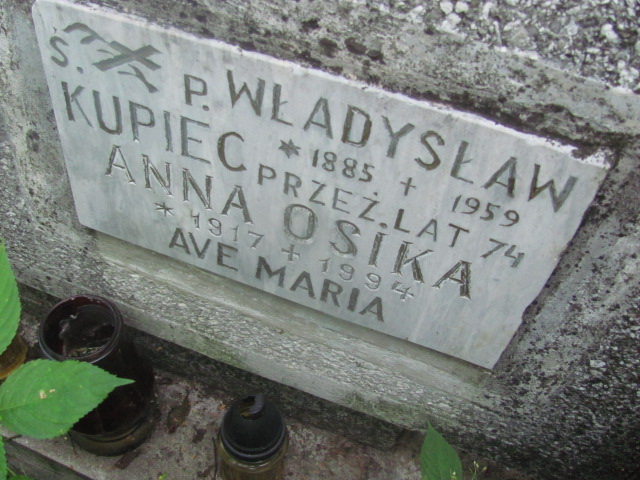 Ś. P. WŁADYSŁAW
KUPIEC * 1885. + 1959
PRZEŻ. LAT 74
ANNA OSIKA
* 1917 + 1994
AVE MARIA